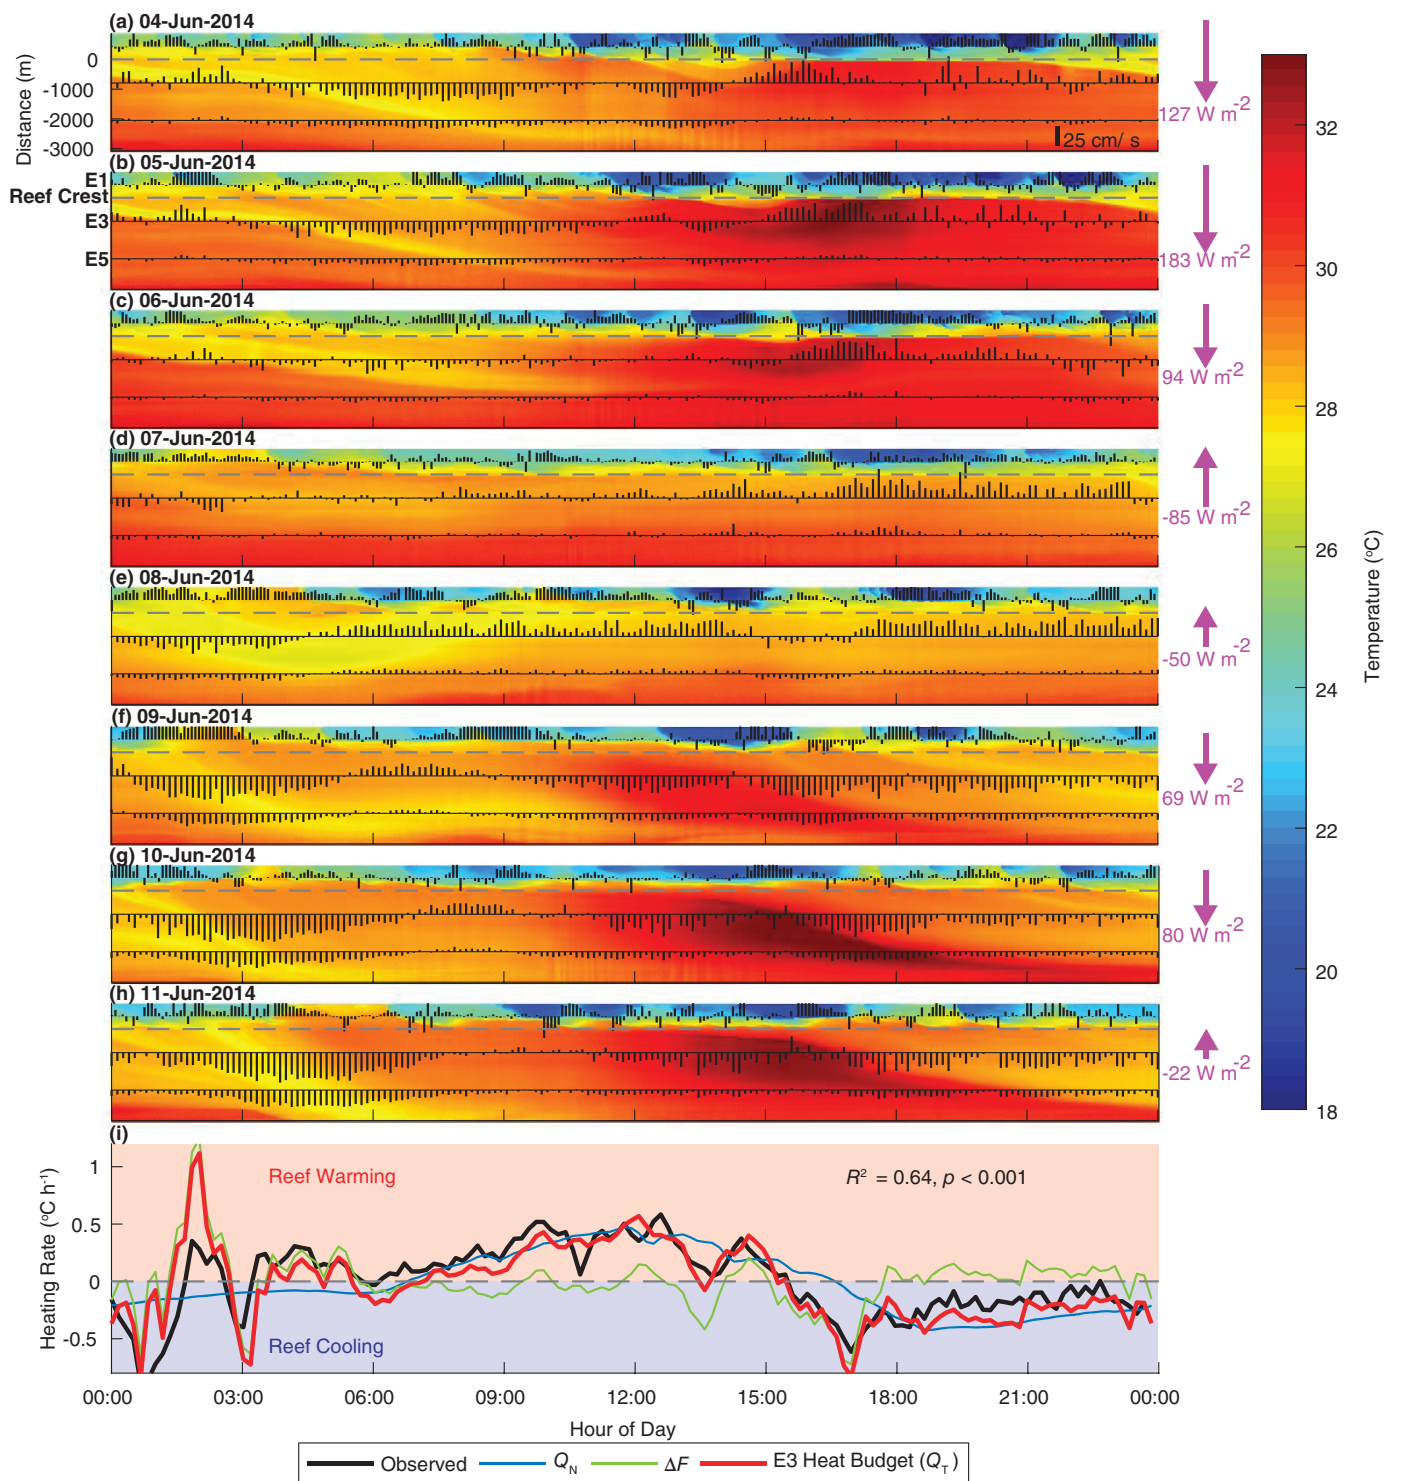 (a) 04-Jun-2014
Distance (m)
0
-1000
-2000
-3000
127 W m-2
25 cm/ s
(b) 05-Jun-2014
E1
Reef Crest
E3
E5
183 W m-2
(c) 06-Jun-2014
94 W m-2
(d) 07-Jun-2014
-85 W m-2
(e) 08-Jun-2014
-50 W m-2
(f) 09-Jun-2014
69 W m-2
(g) 10-Jun-2014
80 W m-2
(h) 11-Jun-2014
-22 W m-2
32
30
28
26
24
22
20
18
Temperature (oC)
(i)
Heating Rate (oC h-1)
1
0.5
0
-0.5
Reef Warming
R2 = 0.64, p < 0.001
Reef Cooling
00:00 03:00 06:00 09:00 12:00 15:00 18:00 21:00 00:00
Hour of Day
Observed QN ΔF E3 Heat Budget (QT)